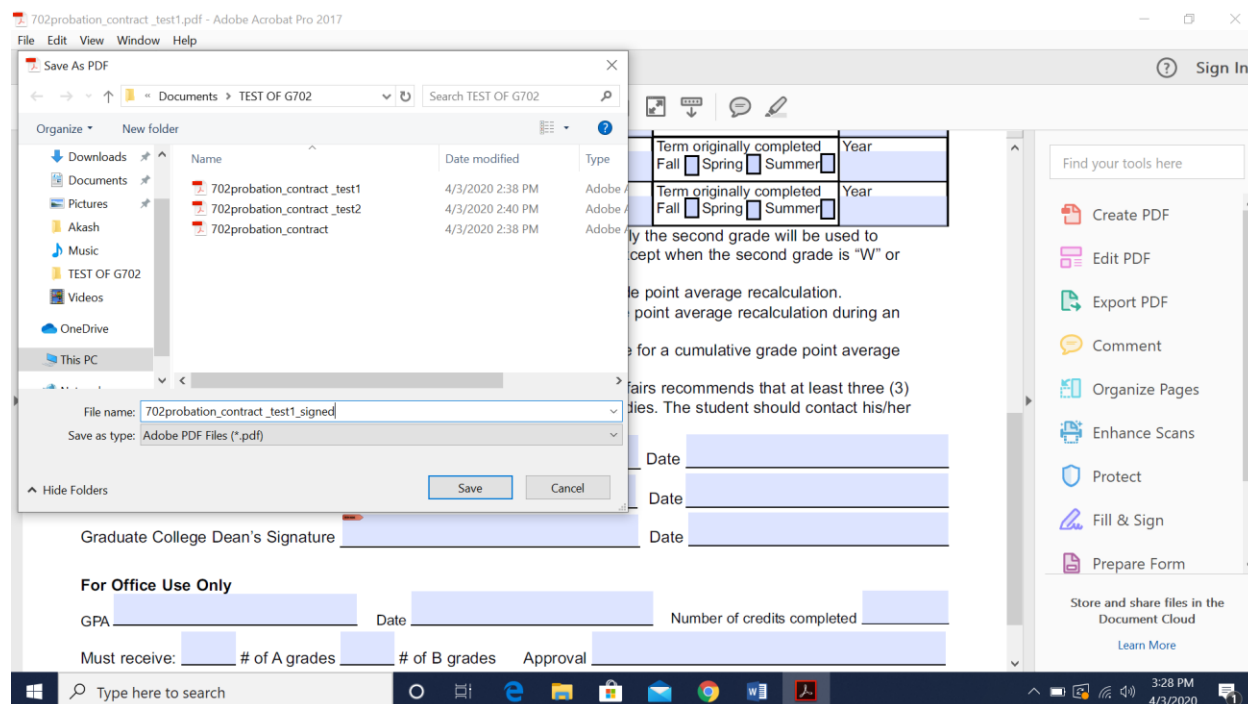 702probation_contract _test1.pdf - Adobe Acrobat Pro 2017
File Edit View Window Help
Save As PDF
« Documents › TEST OF G702
Search TEST OF G702
Organize New folder
Downloads
Documents
Pictures
Akash
Music
TEST OF G702
Videos
OneDrive
This PC
Name Date modified Type
702probation_contract _test1 4/3/2020 2:38 PM Adobe
702probation_contract _test2 4/3/2020 2:40 PM Adobe
702probation_contract 4/3/2020 2:38 PM Adobe
File name: 702probation_contract _test1_signed
Save as type: Adobe PDF Files (*.pdf)
Hide Folders
Save Cancel
? Sign In
Term originally completed Year
Fall Spring Summer
Term originally completed Year
Fall Spring Summer
ly the second grade will be used to
cept when the second grade is “W” or
le point average recalculation.
point average recalculation during an
for a cumulative grade point average
fairs recommends that at least three (3)
dies. The student should contact his/her
Date
Date
Graduate College Dean’s Signature Date
For Office Use Only
GPA Date Number of credits completed
Must receive: # of A grades # of B grades Approval
Find your tools here
Create PDF
Edit PDF
Export PDF
Comment
Organize Pages
Enhance Scans
Protect
Fill & Sign
Prepare Form
Store and share files in the
Document Cloud
Learn More
Type here to search
3:28 PM
4/3/2020
1